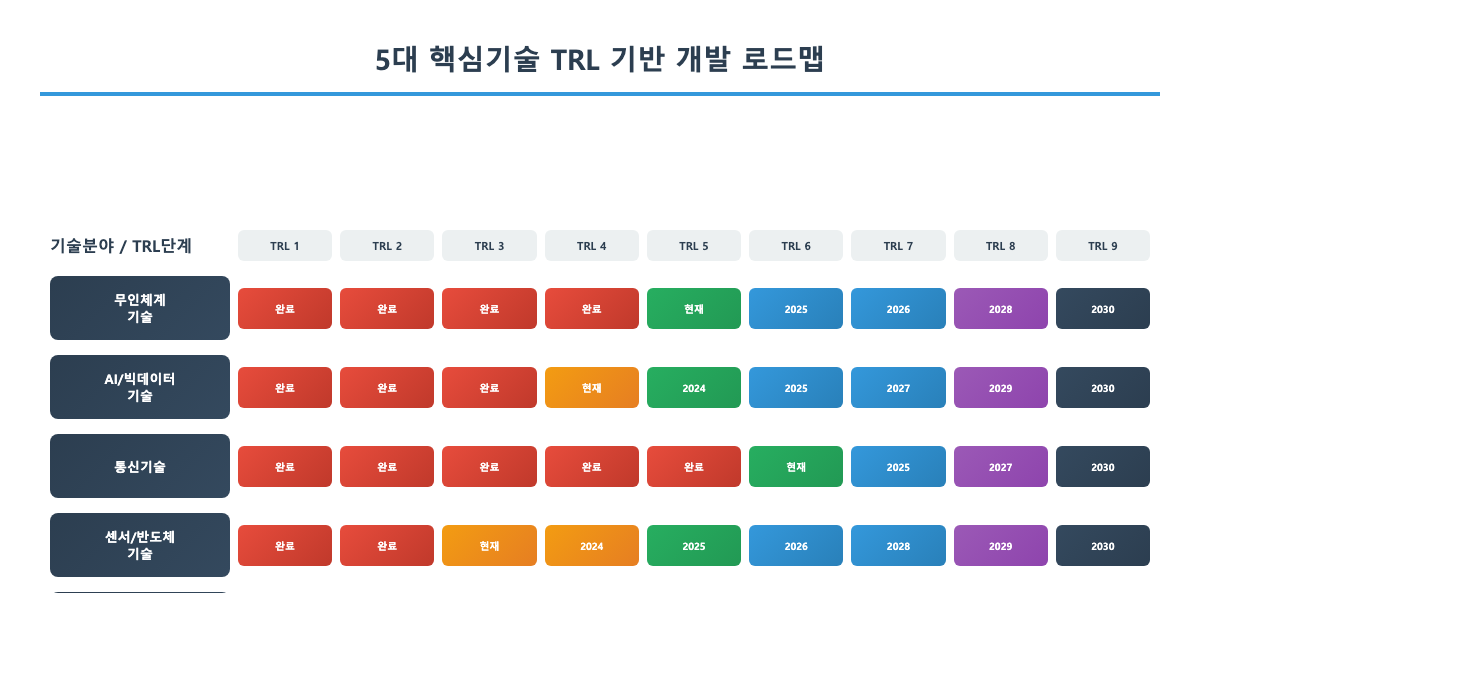 5대 핵심기술 TRL 기반 개발 로드맵
기술분야 / TRL단계 TRL 1 TRL 2 TRL 3 TRL 4 TRL 5 TRL 6 TRL 7 TRL 8 TRL 9
무인체계
기술
완료 완료 완료 완료 현재 2025 2026 2028 2030
AI/빅데이터
기술
완료 완료 완료 현재 2024 2025 2027 2029 2030
통신기술 완료 완료 완료 완료 완료 현재 2025 2027 2030
센서/반도체
기술
완료 완료 현재 2024 2025 2026 2028 2029 2030